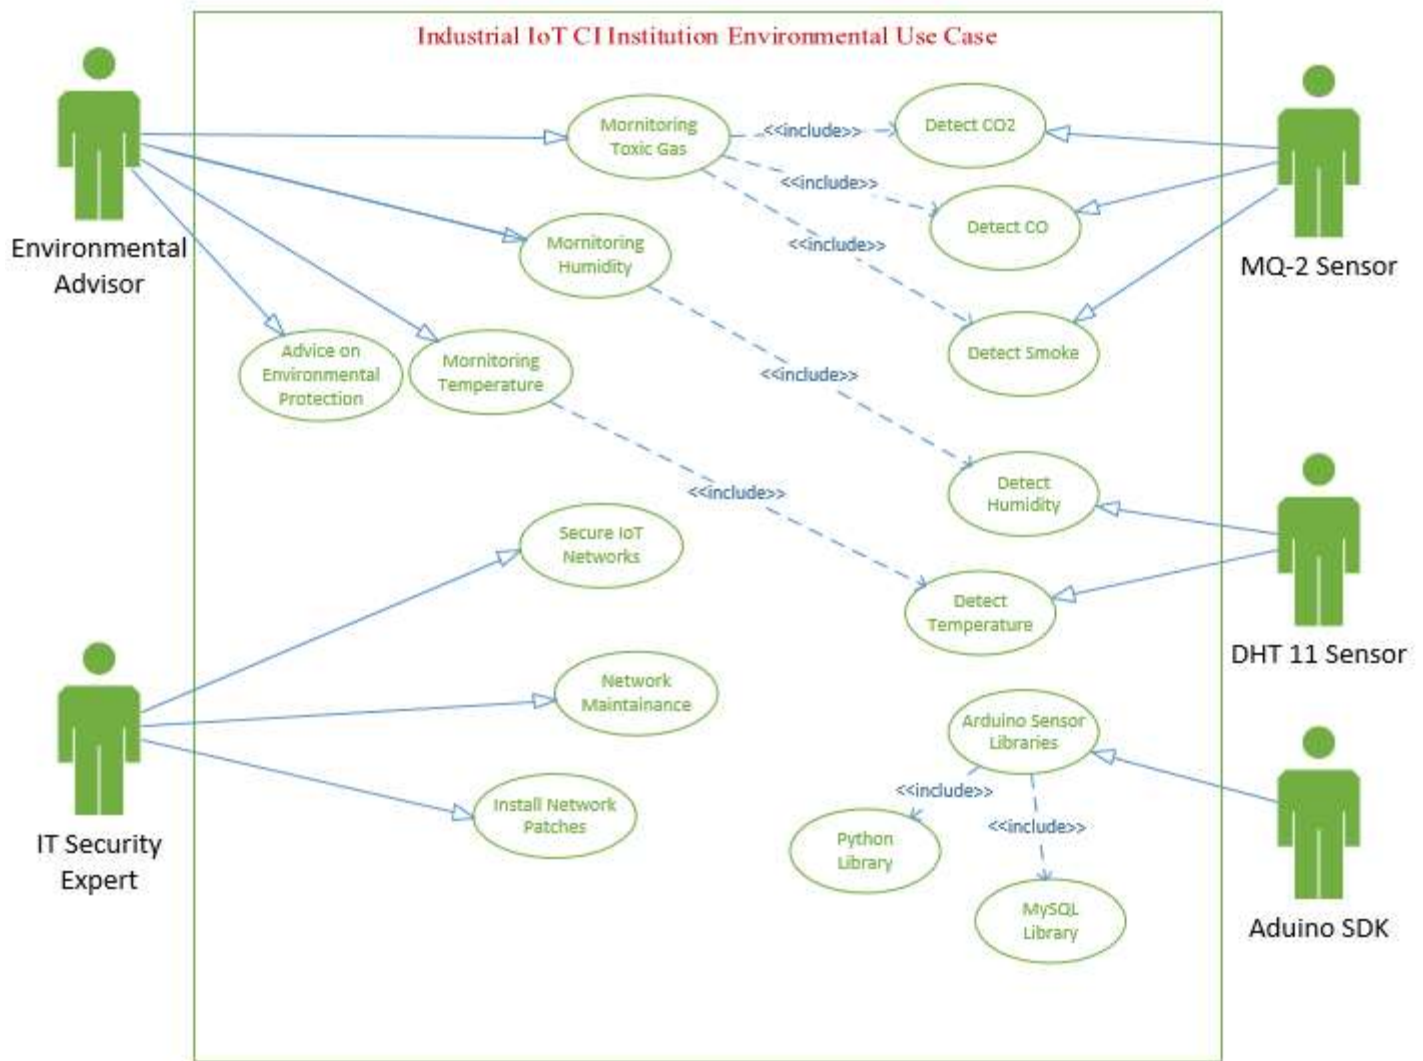 Industrial IoT CI Institution Environmental Use Case
Mornitoring
Toxic Gas
<<include>>
Detect CO2
<<include>>
Detect CO
<<include>>
Environmental
Advisor
Mornitoring
Humidity
MQ-2 Sensor
Detect Smoke
Advice on
Environmental
Protection
Mornitoring
Temperature
<<include>>
Detect
Humidity
<<include>>
Secure IoT
Networks
Detect
Temperature
DHT 11 Sensor
Network
Maintainance
Arduino Sensor
Libraries
<<include>>
Install Network
Patches
<<include>>
IT Security
Expert
Python
Library
MySQL
Library
Aduino SDK